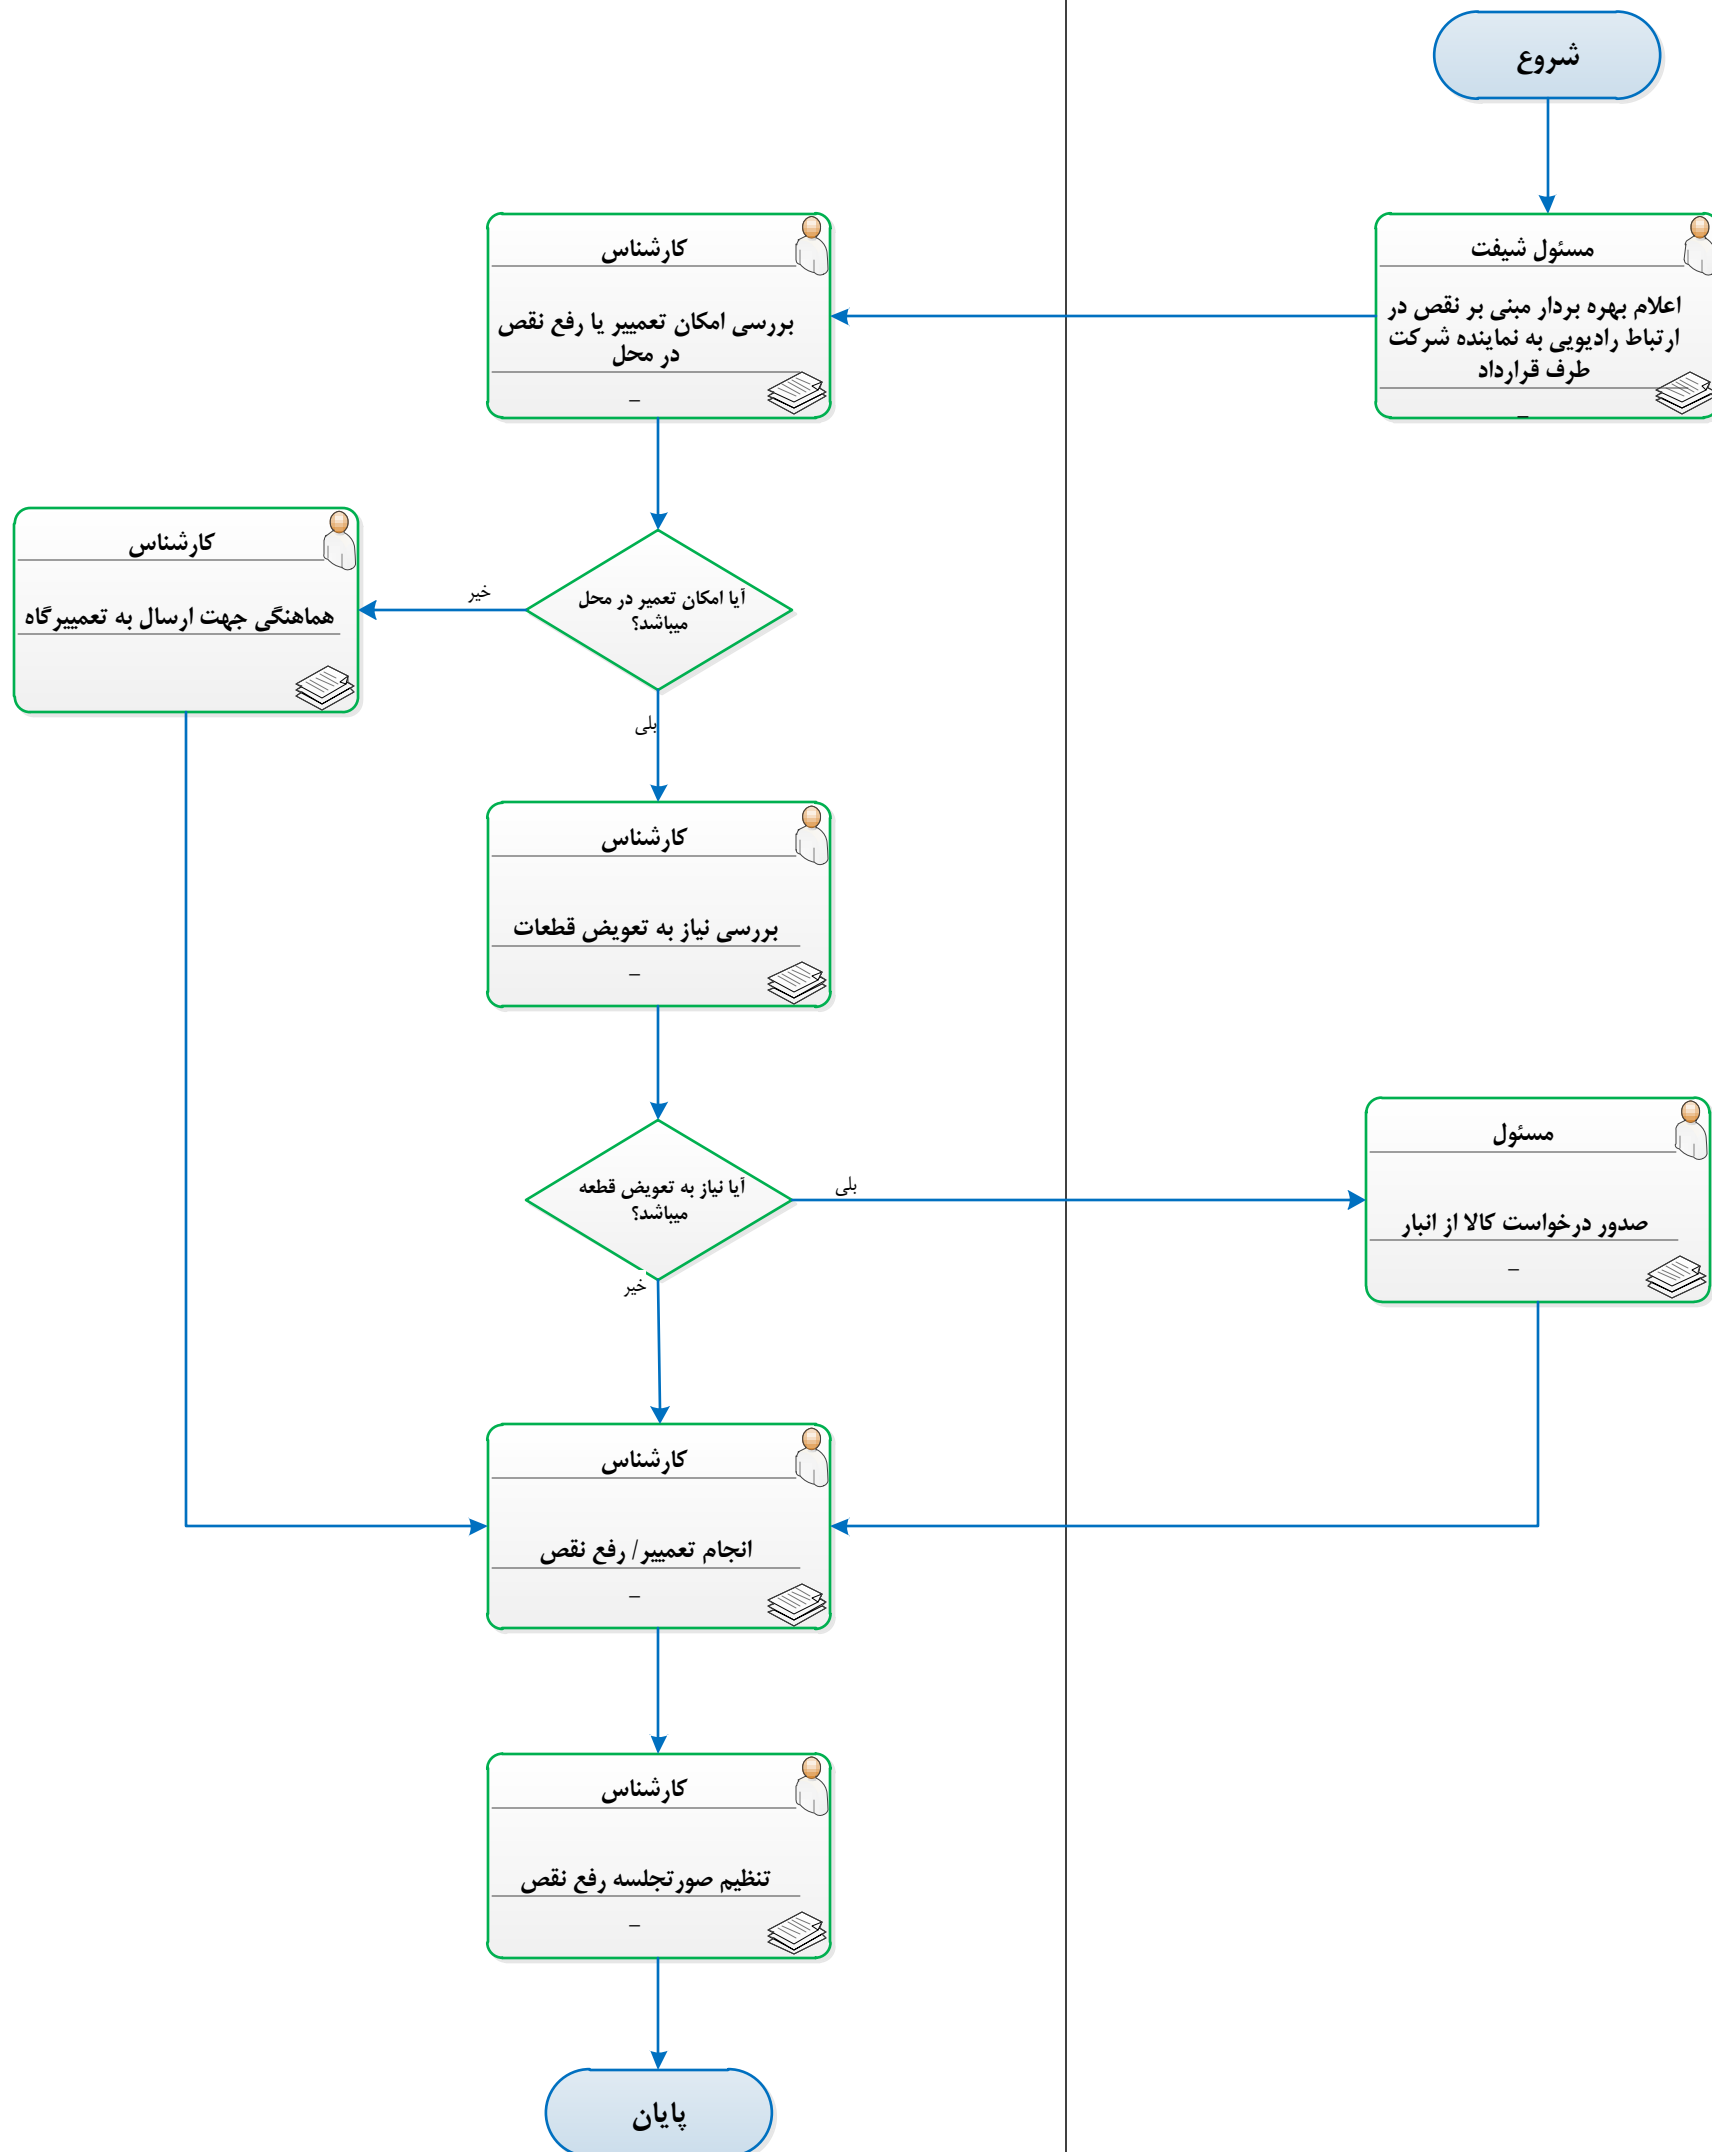 شروع
مسئول شیفت
اعلام بهره بردار مبنی بر نقص در
ارتباط رادیویی به نماینده شرکت
طرف قرارداد
_
کارشناس
بررسی امکان تعمییر یا رفع نقص
در محل
_
آیا امکان تعمیر در محل
میباشد؟
خیر
کارشناس
هماهنگی جهت ارسال به تعمییرگاه
بلی
کارشناس
بررسی نیاز به تعویض قطعات
_
آیا نیاز به تعویض قطعه
میباشد؟
بلی
مسئول
صدور درخواست کالا از انبار
_
خیر
کارشناس
انجام تعمییر/ رفع نقص
_
کارشناس
تنظیم صورتجلسه رفع نقص
_
پایان